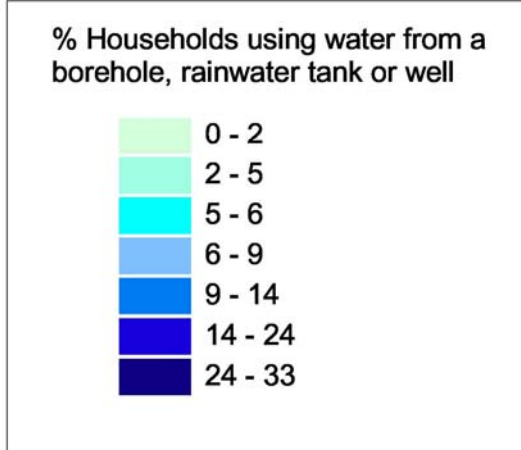 % Households using water from a
borehole, rainwater tank or well
0 - 2
2 - 5
5 - 6
6 - 9
9 - 14
14 - 24
24 - 33